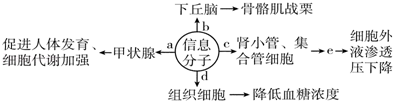 下丘脑→骨骼肌战栗
b
促进人体发育、
细胞代谢加强
←甲状腺
a
信息
分子
c
肾小管、集
合管细胞
e
细胞外
液渗透
压下降
d
组织细胞→降低血糖浓度